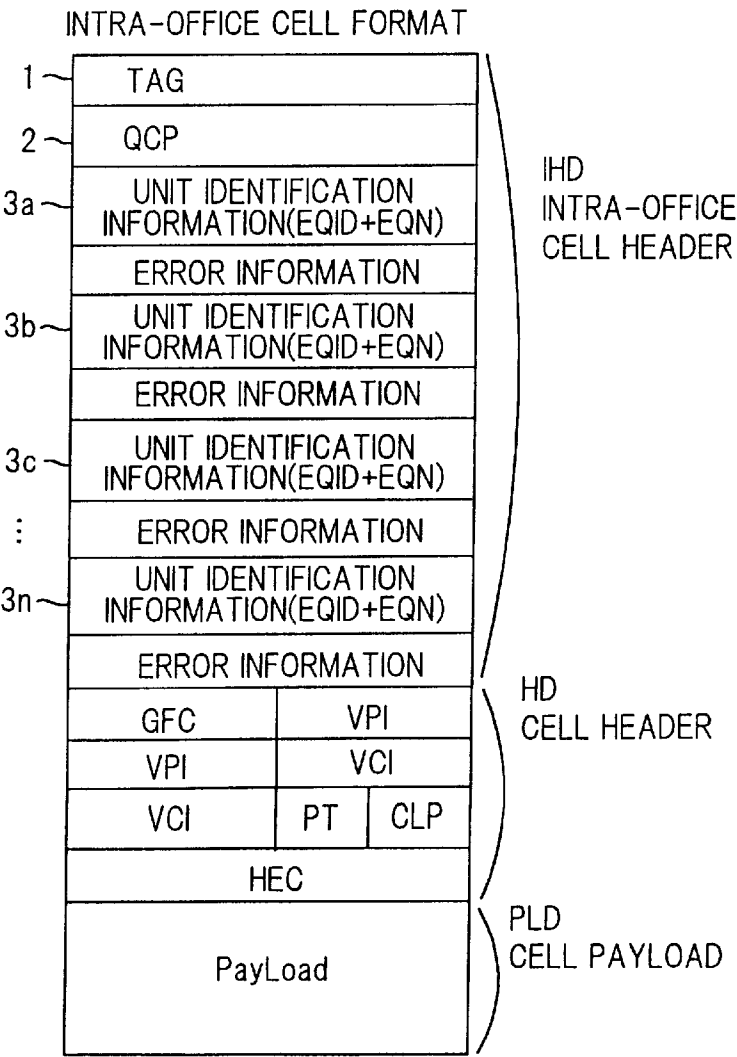 INTRA-OFFICE CELL FORMAT
1
TAG
2
QCP
3a
UNIT IDENTIFICATION
INFORMATION(EQID+EQN)
ERROR INFORMATION
3b
UNIT IDENTIFICATION
INFORMATION(EQID+EQN)
ERROR INFORMATION
3c
UNIT IDENTIFICATION
INFORMATION(EQID+EQN)
⋮
ERROR INFORMATION
3n
UNIT IDENTIFICATION
INFORMATION(EQID+EQN)
ERROR INFORMATION
IHD
INTRA-OFFICE
CELL HEADER
GFC VPI
VPI VCI
VCI PT CLP
HEC
HD
CELL HEADER
PayLoad
PLD
CELL PAYLOAD